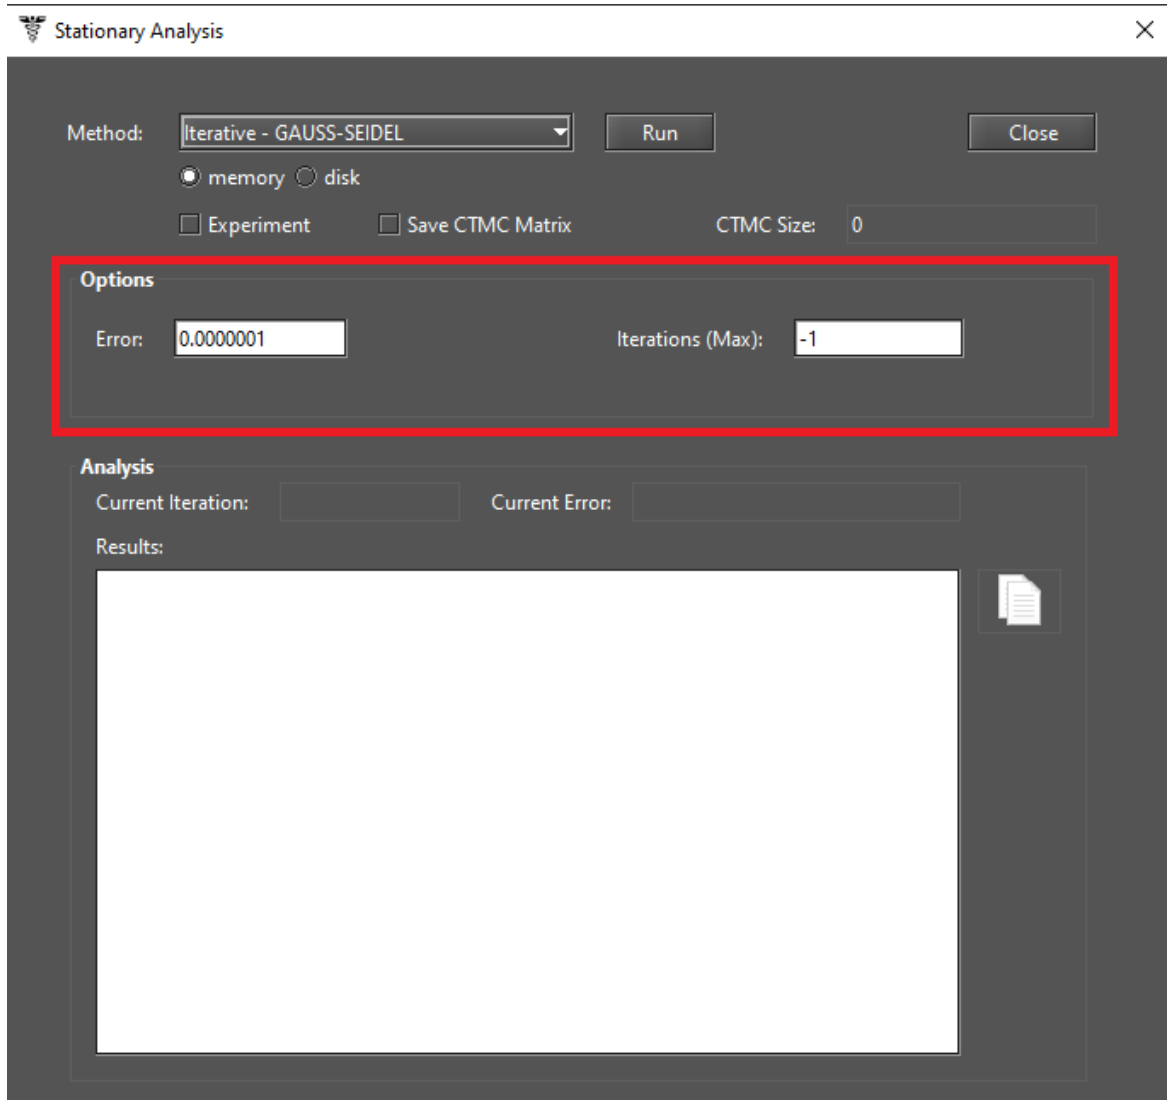 Stationary Analysis
Method: Iterative - GAUSS-SEIDEL Run Close
memory disk
Experiment Save CTMC Matrix CTMC Size: 0
Options
Error: 0.0000001 Iterations (Max): -1
Analysis
Current Iteration: Current Error:
Results: